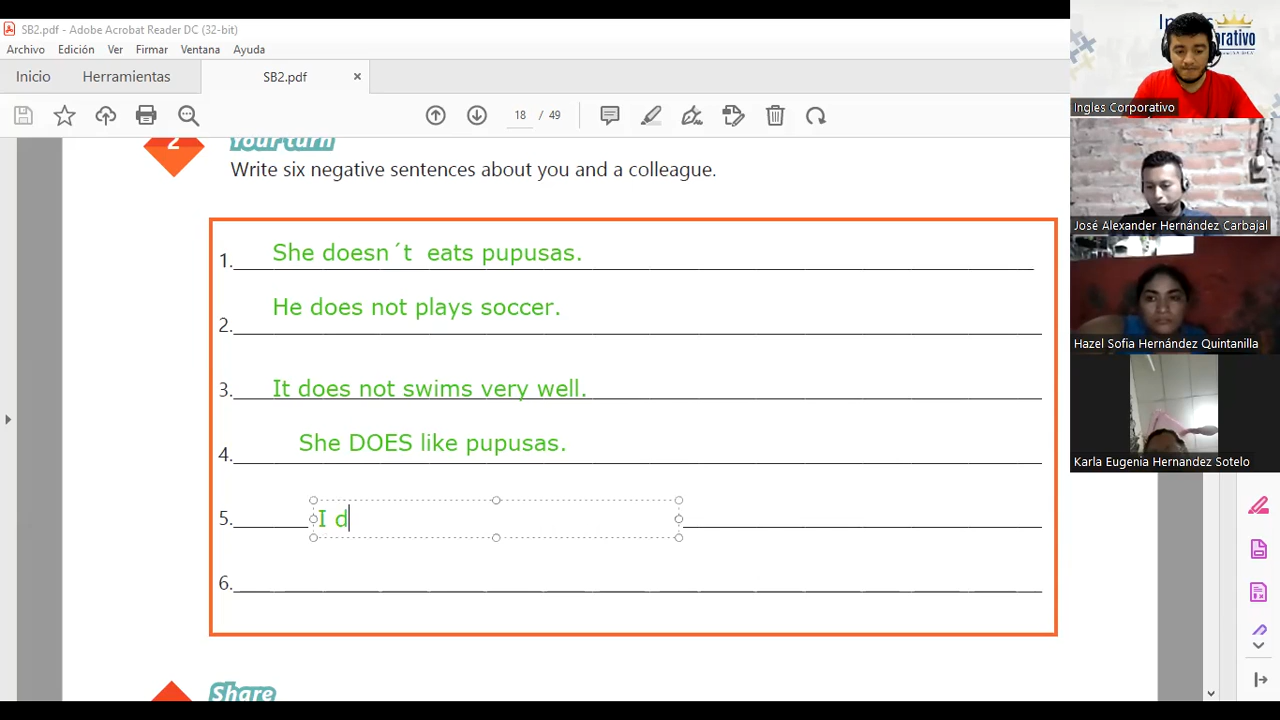 SB2.pdf - Adobe Acrobat Reader DC (32-bit)
Archivo Edición Ver Firmar Ventana Ayuda
Inicio Herramientas SB2.pdf ×
18 / 49
2 Your turn
Write six negative sentences about you and a colleague.
1. She doesn´t eats pupusas.
2. He does not plays soccer.
3. It does not swims very well.
4. She DOES like pupusas.
5. I d
6.
Share
Ingles Corporativo
José Alexander Hernández Carbajal
Hazel Sofia Hernández Quintanilla
Karla Eugenia Hernandez Sotelo